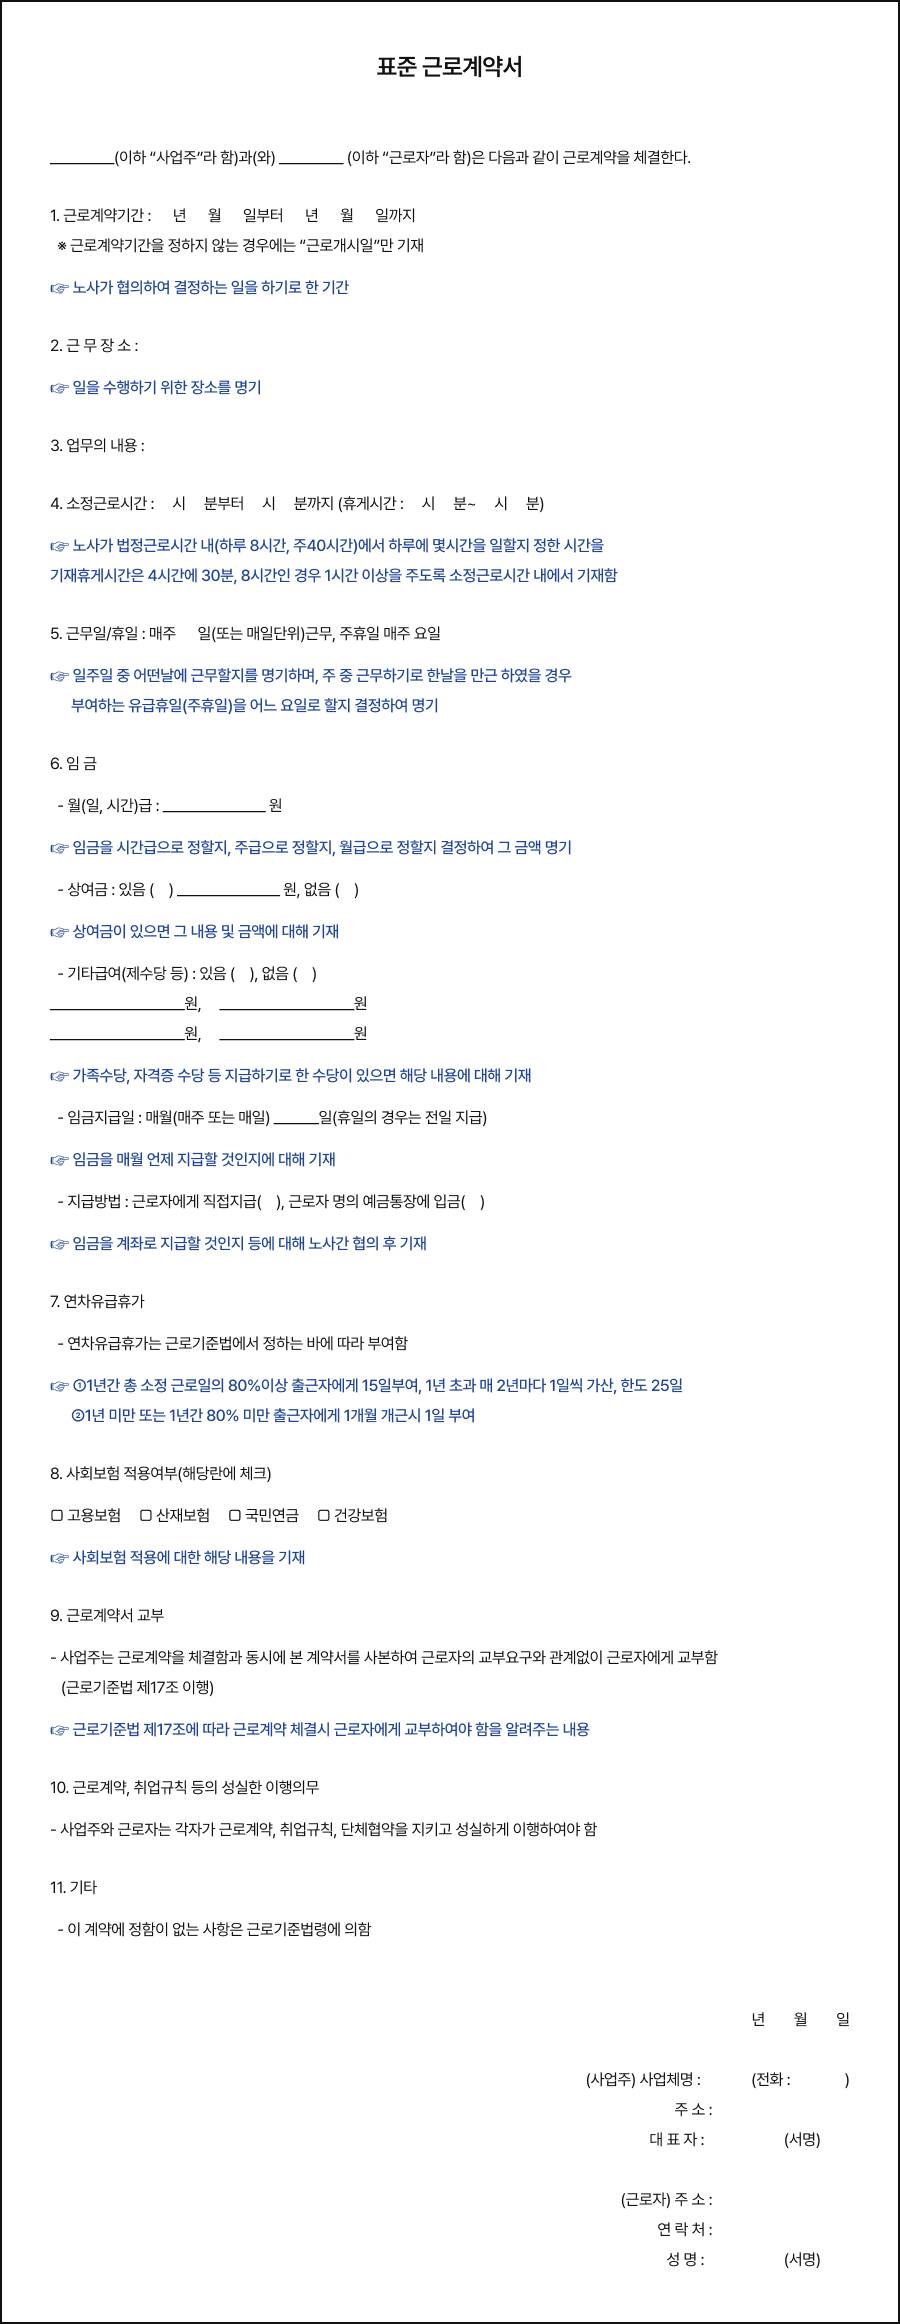 표준 근로계약서
_________(이하 “사업주”라 함)과(와) _________ (이하 “근로자”라 함)은 다음과 같이 근로계약을 체결한다.
1. 근로계약기간 : 년 월 일부터 년 월 일까지
※ 근로계약기간을 정하지 않는 경우에는 “근로개시일”만 기재
☞ 노사가 협의하여 결정하는 일을 하기로 한 기간
2. 근 무 장 소 :
☞ 일을 수행하기 위한 장소를 명기
3. 업무의 내용 :
4. 소정근로시간 : 시 분부터 시 분까지 (휴게시간 : 시 분~ 시 분)
☞ 노사가 법정근로시간 내(하루 8시간, 주40시간)에서 하루에 몇시간을 일할지 정한 시간을
기재휴게시간은 4시간에 30분, 8시간인 경우 1시간 이상을 주도록 소정근로시간 내에서 기재함
5. 근무일/휴일 : 매주 일(또는 매일단위)근무, 주휴일 매주 요일
☞ 일주일 중 어떤날에 근무할지를 명기하며, 주 중 근무하기로 한날을 만근 하였을 경우
부여하는 유급휴일(주휴일)을 어느 요일로 할지 결정하여 명기
6. 임 금
- 월(일, 시간)급 : ______________ 원
☞ 임금을 시간급으로 정할지, 주급으로 정할지, 월급으로 정할지 결정하여 그 금액 명기
- 상여금 : 있음 ( ) ______________ 원, 없음 ( )
☞ 상여금이 있으면 그 내용 및 금액에 대해 기재
- 기타급여(제수당 등) : 있음 ( ), 없음 ( )
___________________원, ___________________원
___________________원, ___________________원
☞ 가족수당, 자격증 수당 등 지급하기로 한 수당이 있으면 해당 내용에 대해 기재
- 임금지급일 : 매월(매주 또는 매일) ______일(휴일의 경우는 전일 지급)
☞ 임금을 매월 언제 지급할 것인지에 대해 기재
- 지급방법 : 근로자에게 직접지급( ), 근로자 명의 예금통장에 입금( )
☞ 임금을 계좌로 지급할 것인지 등에 대해 노사간 협의 후 기재
7. 연차유급휴가
- 연차유급휴가는 근로기준법에서 정하는 바에 따라 부여함
☞ ①1년간 총 소정 근로일의 80%이상 출근자에게 15일부여, 1년 초과 매 2년마다 1일씩 가산, 한도 25일
②1년 미만 또는 1년간 80% 미만 출근자에게 1개월 개근시 1일 부여
8. 사회보험 적용여부(해당란에 체크)
▢ 고용보험 ▢ 산재보험 ▢ 국민연금 ▢ 건강보험
☞ 사회보험 적용에 대한 해당 내용을 기재
9. 근로계약서 교부
- 사업주는 근로계약을 체결함과 동시에 본 계약서를 사본하여 근로자의 교부요구와 관계없이 근로자에게 교부함
(근로기준법 제17조 이행)
☞ 근로기준법 제17조에 따라 근로계약 체결시 근로자에게 교부하여야 함을 알려주는 내용
10. 근로계약, 취업규칙 등의 성실한 이행의무
- 사업주와 근로자는 각자가 근로계약, 취업규칙, 단체협약을 지키고 성실하게 이행하여야 함
11. 기타
- 이 계약에 정함이 없는 사항은 근로기준법령에 의함
년 월 일
(사업주) 사업체명 : (전화 : )
주 소 :
대 표 자 : (서명)
(근로자) 주 소 :
연 락 처 :
성 명 : (서명)